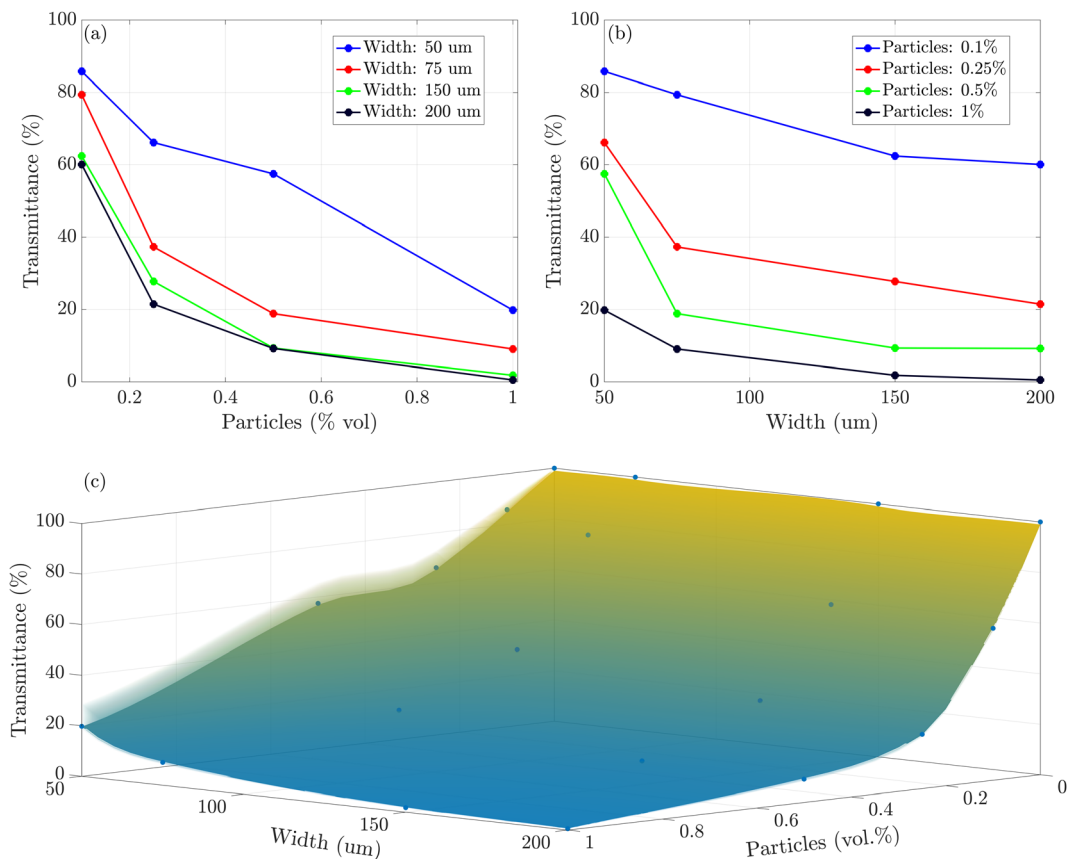 (a)
Width: 50 um
Width: 75 um
Width: 150 um
Width: 200 um
100
80
60
40
20
0
Transmittance (%)
0.2
0.4
0.6
0.8
1
Particles (% vol)
(b)
Particles: 0.1%
Particles: 0.25%
Particles: 0.5%
Particles: 1%
100
80
60
40
20
0
Transmittance (%)
50
100
150
200
Width (um)
(c)
100
80
60
40
20
0
Transmittance (%)
50
100
150
200
Width (um)
1
0.8
0.6
0.4
0.2
0
Particles (vol.%)